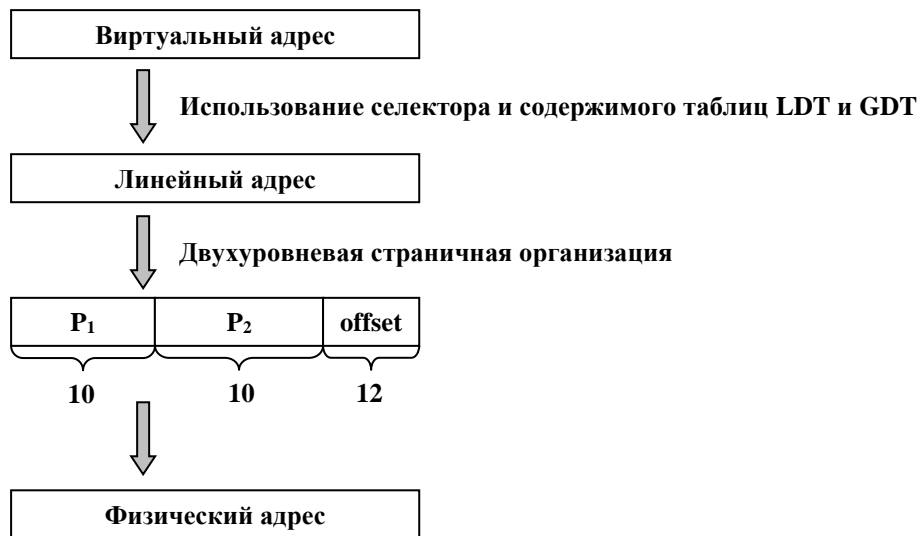 Виртуальный адрес
Использование селектора и содержимого таблиц LDT и GDT
Линейный адрес
Двухуровневая страничная организация
P₁ P₂ offset
10 10 12
Физический адрес